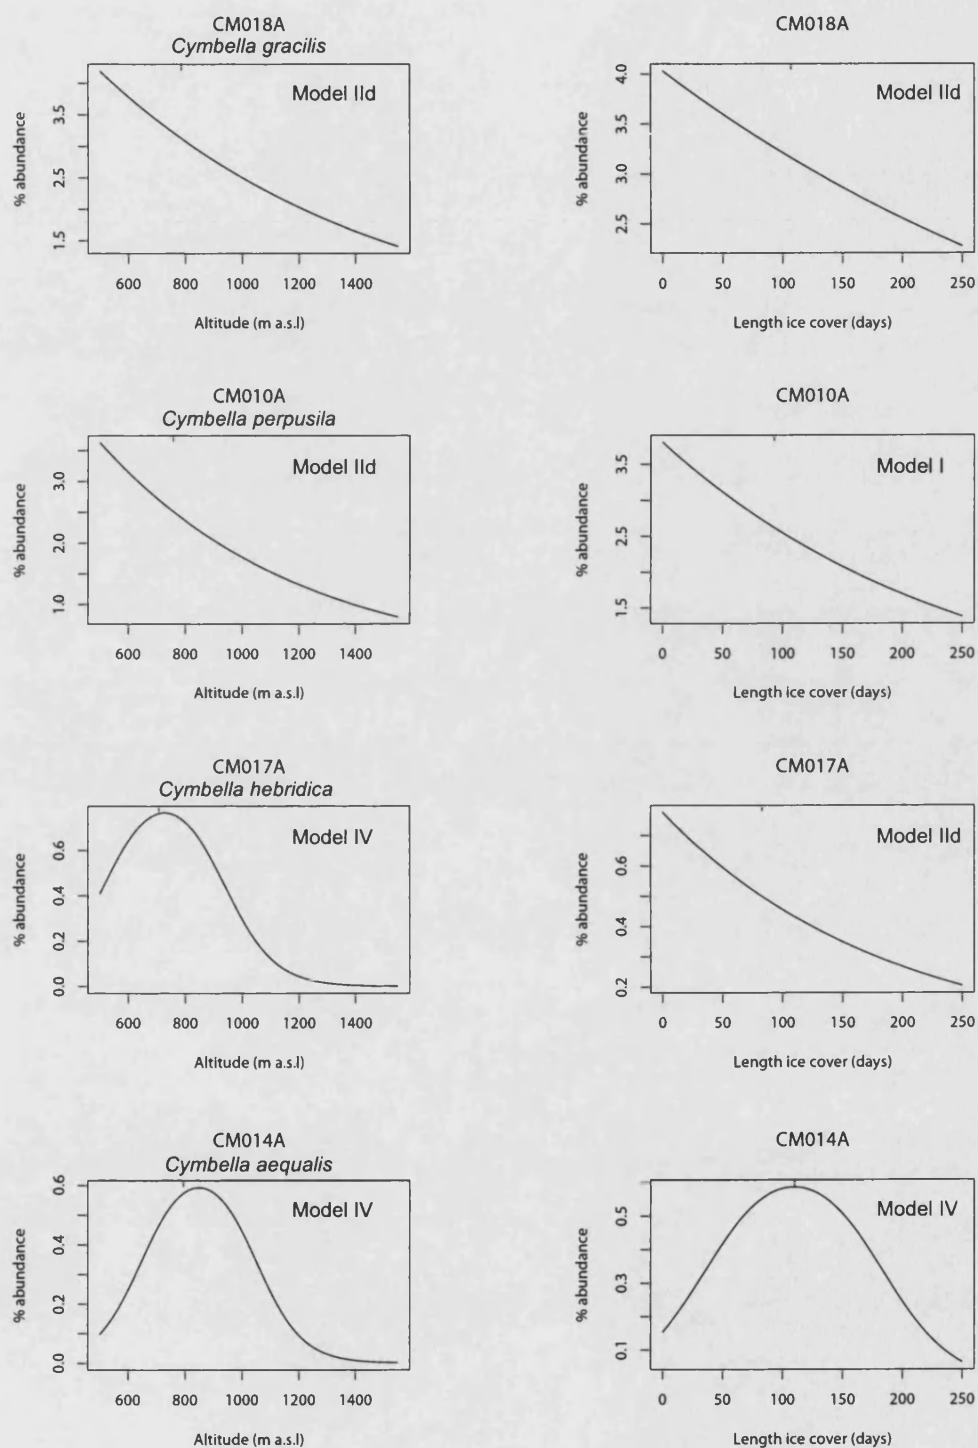 CM018A
Cymbella gracilis
Model IId
% abundance
3.5
2.5
1.5
600 800 1000 1200 1400
Altitude (m a.s.l)
CM018A
Model IId
% abundance
4.0
3.5
3.0
2.5
0 50 100 150 200 250
Length ice cover (days)
CM010A
Cymbella perpusila
Model IId
% abundance
3.0
2.0
1.0
600 800 1000 1200 1400
Altitude (m a.s.l)
CM010A
Model I
% abundance
3.5
2.5
1.5
0 50 100 150 200 250
Length ice cover (days)
CM017A
Cymbella hebridica
Model IV
% abundance
0.6
0.4
0.2
0.0
600 800 1000 1200 1400
Altitude (m a.s.l)
CM017A
Model IId
% abundance
0.6
0.4
0.2
0 50 100 150 200 250
Length ice cover (days)
CM014A
Cymbella aequalis
Model IV
% abundance
0.6
0.4
0.2
0.0
600 800 1000 1200 1400
Altitude (m a.s.l)
CM014A
Model IV
% abundance
0.5
0.3
0.1
0 50 100 150 200 250
Length ice cover (days)